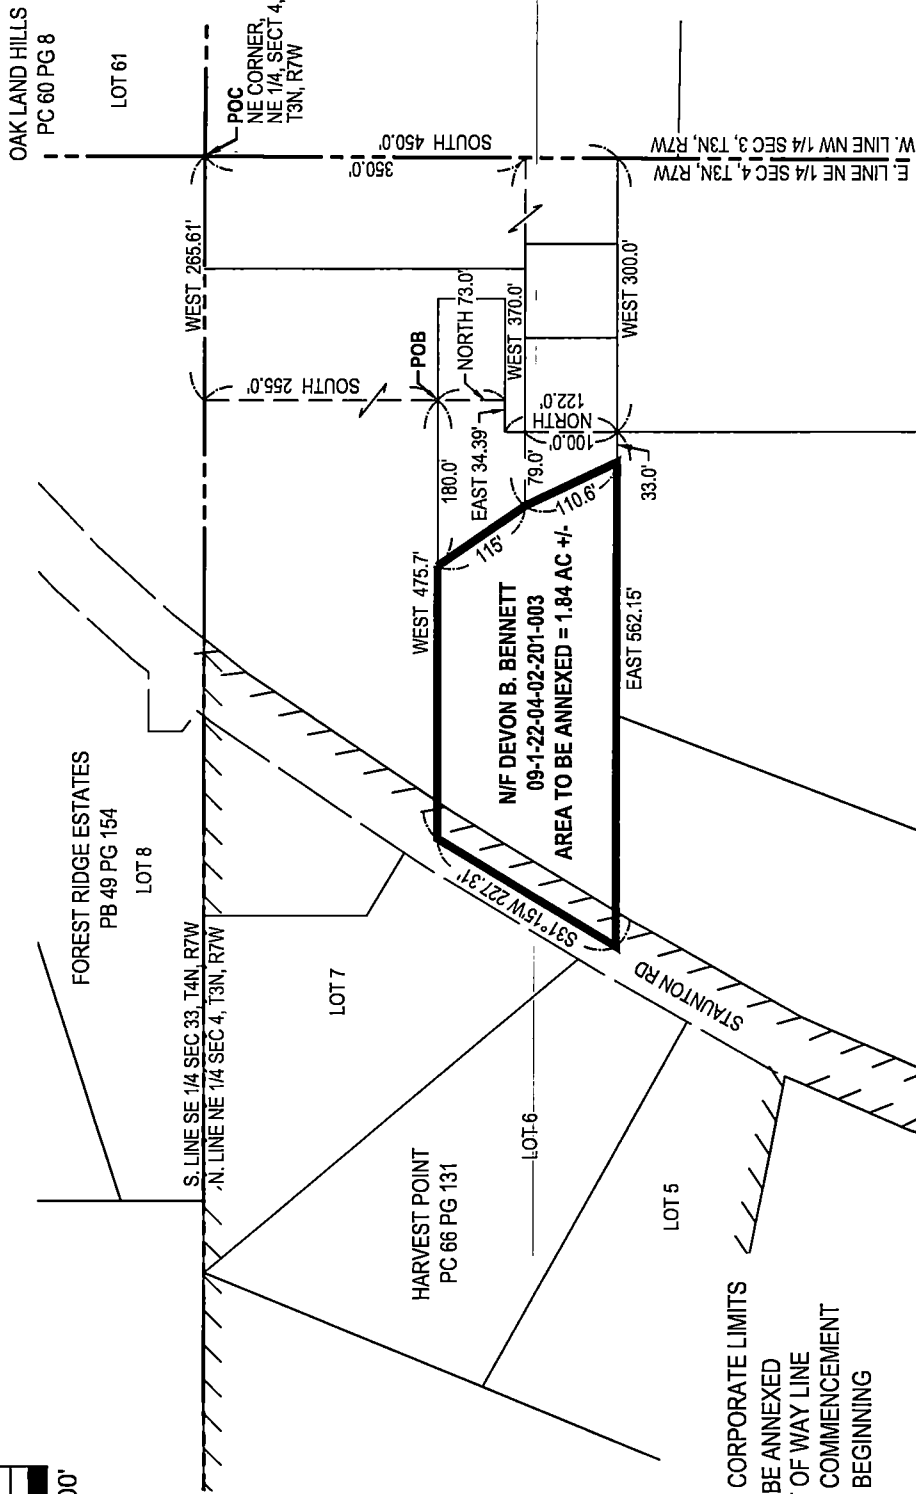 OAK LAND HILLS
PC 60 PG 8
LOT 61
POC
NE CORNER,
NE 1/4, SECT 4,
T3N, R7W
WEST 265.61'
SOUTH 450.0'
350.0'
W. LINE NW 1/4 SEC 3, T3N, R7W
E. LINE NE 1/4 SEC 4, T3N, R7W
SOUTH 255.0'
POB
NORTH 73.0'
WEST 370.0'
WEST 300.0'
EAST 34.39'
NORTH
122.0'
100.0'
180.0'
79.0'
33.0'
WEST 475.7'
115'
110.6'
N/F DEVON B. BENNETT
09-1-22-04-02-201-003
AREA TO BE ANNEXED = 1.84 AC +/-
EAST 562.15'
S31°15'W 227.31'
STAUNTON RD
FOREST RIDGE ESTATES
PB 49 PG 154
LOT 8
S. LINE SE 1/4 SEC 33, T4N, R7W
N. LINE NE 1/4 SEC 4, T3N, R7W
LOT 7
HARVEST POINT
PC 66 PG 131
LOT 6
LOT 5
CORPORATE LIMITS
BE ANNEXED
OF WAY LINE
COMMENCEMENT
BEGINNING
00'